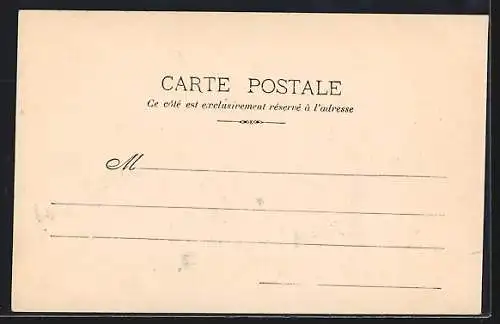 CARTE POSTALE
Ce côté est exclusivement réservé à l'adresse
M